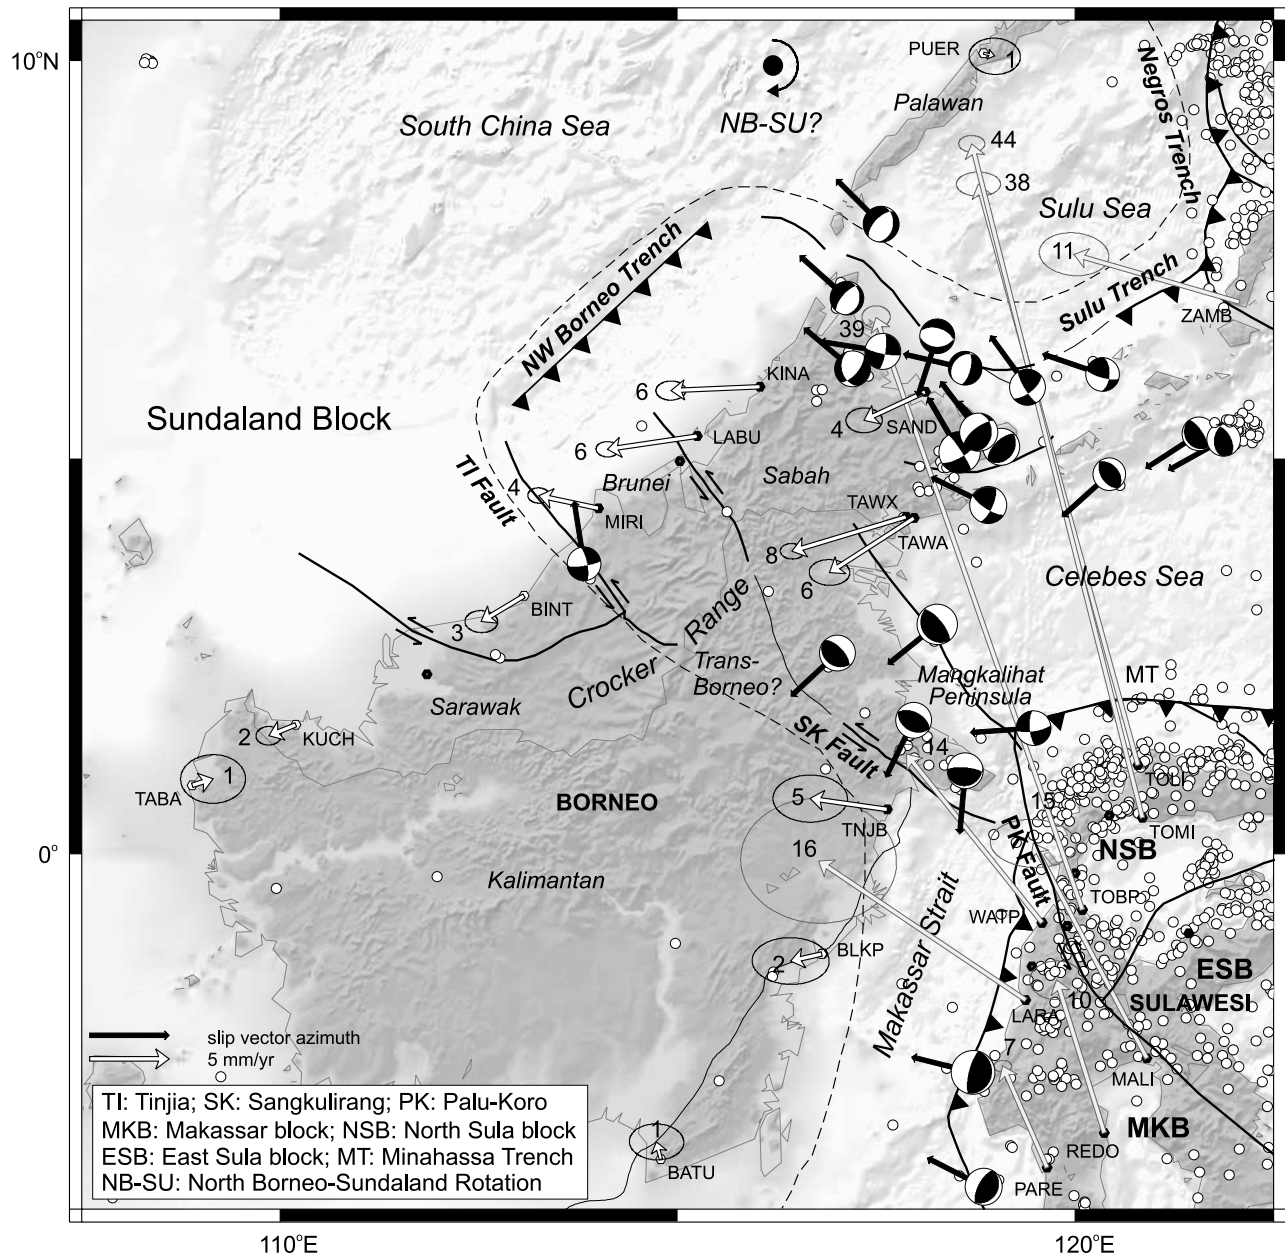 10°N
PUER
1
Palawan
Negros Trench
South China Sea
NB-SU?
44
38
Sulu Sea
11
Sulu Trench
ZAMB
NW Borneo Trench
39
KINA
6
SAND
4
Sundaland Block
LABU
6
Sabah
TI Fault
Brunei
4
MIRI
TAWX
TAWA
8
6
Celebes Sea
BINT
3
Crocker Range
Trans-
Borneo?
Mangkalihat
Peninsula
MT
Sarawak
SK Fault
KUCH
2
14
1
TABA
TOLI
BORNEO
5
TNJB
15
TOMI
PK Fault
NSB
0°
16
Kalimantan
Makassar Strait
WATP
TOBP
BLKP
2
ESB
SULAWESI
10
LARA
slip vector azimuth
5 mm/yr
7
MALI
TI: Tinjia; SK: Sangkulirang; PK: Palu-Koro
MKB: Makassar block; NSB: North Sula block
ESB: East Sula block; MT: Minahassa Trench
NB-SU: North Borneo-Sundaland Rotation
1
BATU
MKB
REDO
PARE
110°E
120°E